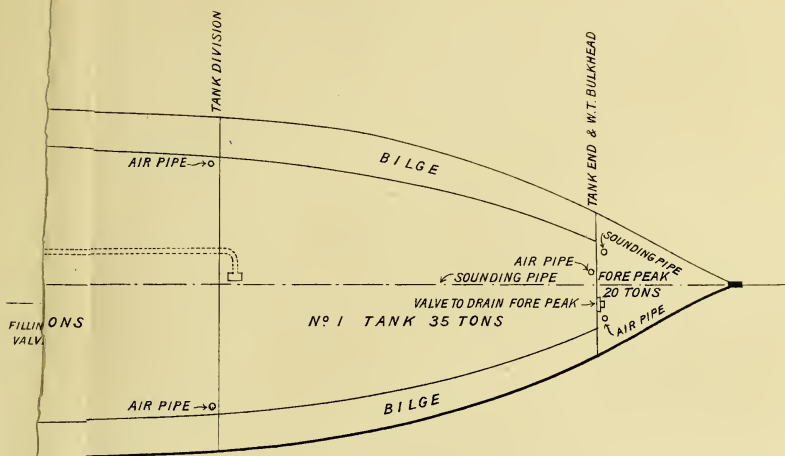 TANK DIVISION
TANK END & W.T. BULKHEAD
BILGE
AIR PIPE
SOUNDING PIPE
AIR PIPE
SOUNDING PIPE
FORE PEAK
20 TONS
VALVE TO DRAIN FORE PEAK
AIR PIPE
FILLIN
VALV.
ONS
Nº 1 TANK 35 TONS
AIR PIPE
BILGE